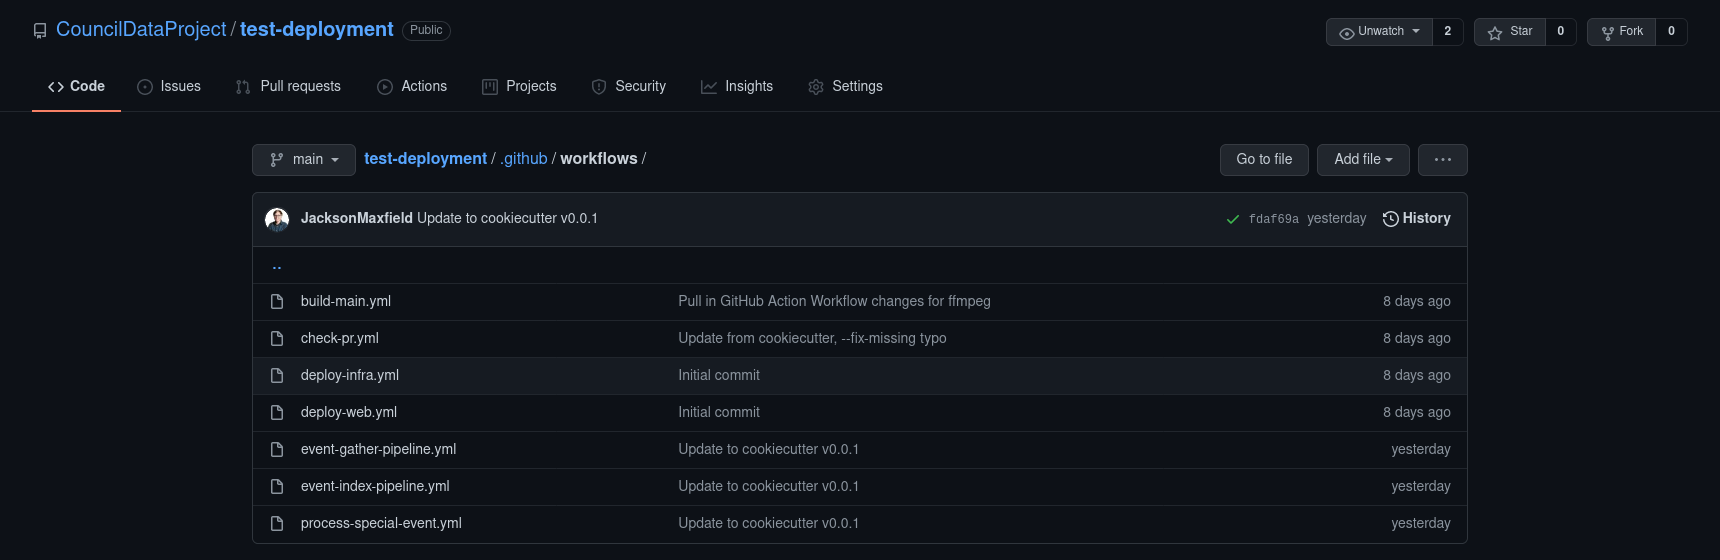 CouncilDataProject / test-deployment Public Unwatch 2 Star 0 Fork 0
Code Issues Pull requests Actions Projects Security Insights Settings
main test-deployment / .github / workflows / Go to file Add file ...
JacksonMaxfield Update to cookiecutter v0.0.1 fdaf69a yesterday History
..
build-main.yml Pull in GitHub Action Workflow changes for ffmpeg 8 days ago
check-pr.yml Update from cookiecutter, --fix-missing typo 8 days ago
deploy-infra.yml Initial commit 8 days ago
deploy-web.yml Initial commit 8 days ago
event-gather-pipeline.yml Update to cookiecutter v0.0.1 yesterday
event-index-pipeline.yml Update to cookiecutter v0.0.1 yesterday
process-special-event.yml Update to cookiecutter v0.0.1 yesterday